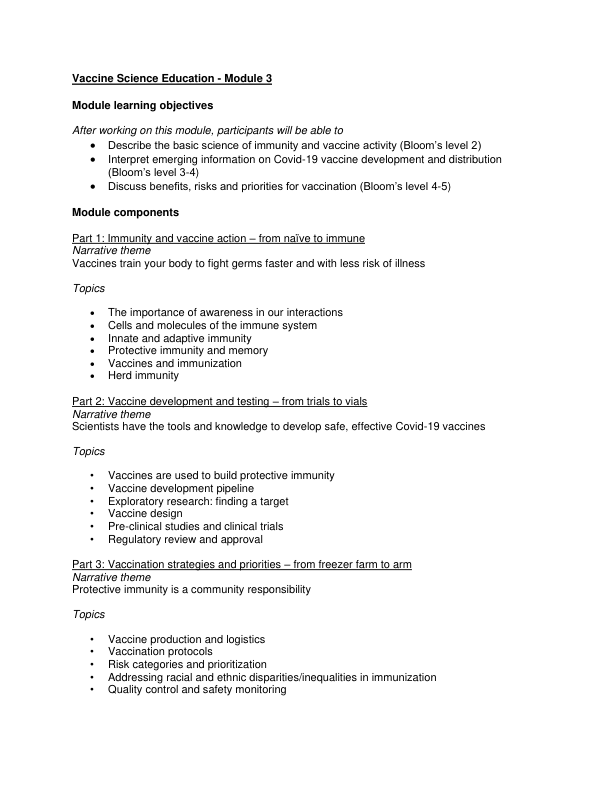 Vaccine Science Education - Module 3
Module learning objectives
After working on this module, participants will be able to
• Describe the basic science of immunity and vaccine activity (Bloom's level 2)
• Interpret emerging information on Covid-19 vaccine development and distribution
(Bloom's level 3-4)
• Discuss benefits, risks and priorities for vaccination (Bloom's level 4-5)
Module components
Part 1: Immunity and vaccine action – from naïve to immune
Narrative theme
Vaccines train your body to fight germs faster and with less risk of illness
Topics
• The importance of awareness in our interactions
• Cells and molecules of the immune system
• Innate and adaptive immunity
• Protective immunity and memory
• Vaccines and immunization
• Herd immunity
Part 2: Vaccine development and testing – from trials to vials
Narrative theme
Scientists have the tools and knowledge to develop safe, effective Covid-19 vaccines
Topics
• Vaccines are used to build protective immunity
• Vaccine development pipeline
• Exploratory research: finding a target
• Vaccine design
• Pre-clinical studies and clinical trials
• Regulatory review and approval
Part 3: Vaccination strategies and priorities – from freezer farm to arm
Narrative theme
Protective immunity is a community responsibility
Topics
• Vaccine production and logistics
• Vaccination protocols
• Risk categories and prioritization
• Addressing racial and ethnic disparities/inequalities in immunization
• Quality control and safety monitoring